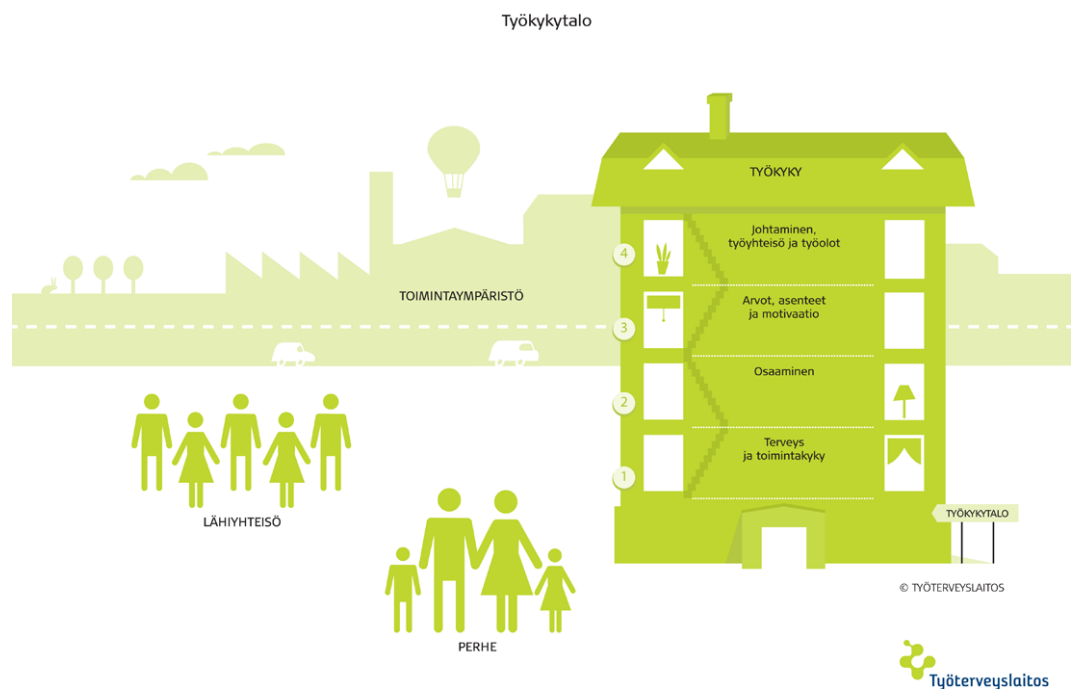 Työkykytalo
TYÖKYKY
4
Johtaminen,
työyhteisö ja työolot
TOIMINTAYMPÄRISTÖ
3
Arvot, asenteet
ja motivaatio
2
Osaaminen
1
Terveys
ja toimintakyky
LÄHIYHTEISÖ
PERHE
TYÖKYKYTALO
© TYÖTERVEYSLAITOS
Työterveyslaitos